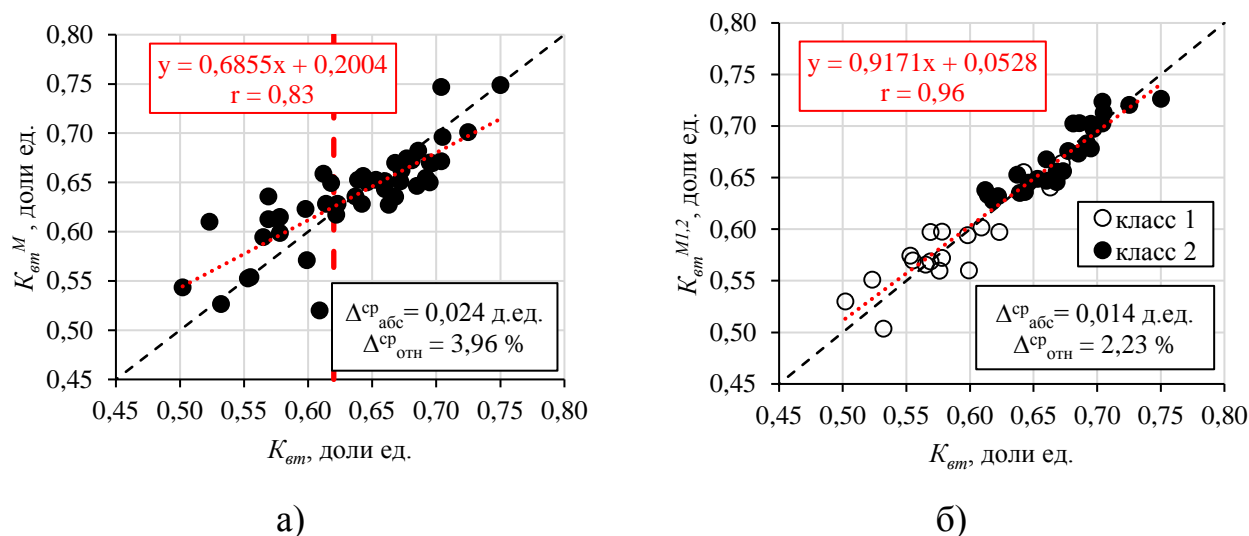 0,80
0,75
0,70
0,65
0,60
0,55
0,50
0,45
0,45 0,50 0,55 0,60 0,65 0,70 0,75 0,80
Kвт^M, доли ед.
y = 0,6855x + 0,2004
r = 0,83
Δ^ср_абс= 0,024 д.ед.
Δ^ср_отн = 3,96 %
Kвт, доли ед.
а)
0,80
0,75
0,70
0,65
0,60
0,55
0,50
0,45
0,45 0,50 0,55 0,60 0,65 0,70 0,75 0,80
Kвт^M1,2, доли ед.
y = 0,9171x + 0,0528
r = 0,96
класс 1
класс 2
Δ^ср_абс= 0,014 д.ед.
Δ^ср_отн = 2,23 %
Kвт, доли ед.
б)